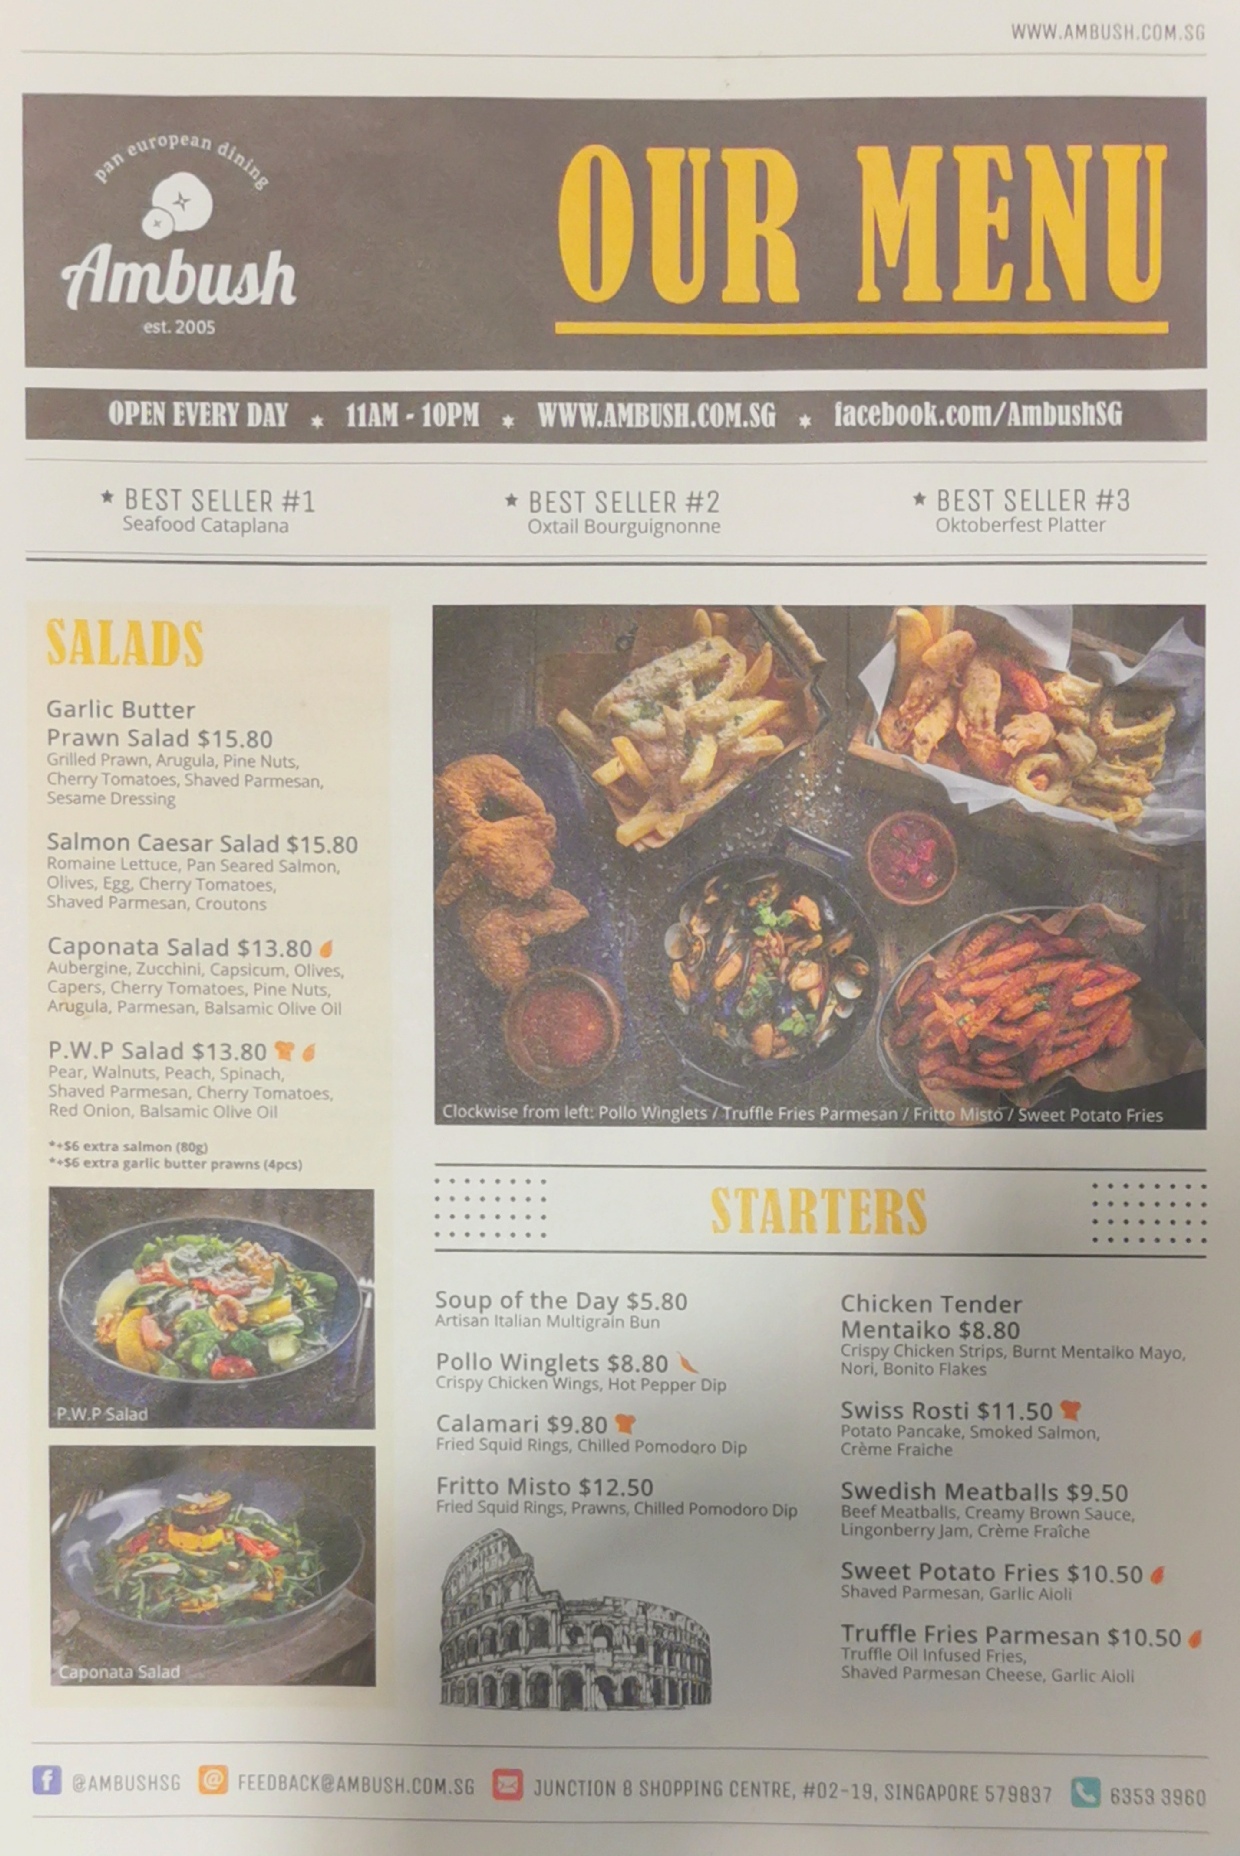 WWW.AMBUSH.COM.SG
pan european dining
Ambush
est. 2005
OUR MENU
OPEN EVERY DAY * 11AM - 10PM * WWW.AMBUSH.COM.SG * facebook.com/AmbushSG
★ BEST SELLER #1
Seafood Cataplana
★ BEST SELLER #2
Oxtail Bourguignonne
★ BEST SELLER #3
Oktoberfest Platter
SALADS
Garlic Butter
Prawn Salad $15.80
Grilled Prawn, Arugula, Pine Nuts,
Cherry Tomatoes, Shaved Parmesan,
Sesame Dressing
Salmon Caesar Salad $15.80
Romaine Lettuce, Pan Seared Salmon,
Olives, Egg, Cherry Tomatoes,
Shaved Parmesan, Croutons
Caponata Salad $13.80
Aubergine, Zucchini, Capsicum, Olives,
Capers, Cherry Tomatoes, Pine Nuts,
Arugula, Parmesan, Balsamic Olive Oil
P.W.P Salad $13.80
Pear, Walnuts, Peach, Spinach,
Shaved Parmesan, Cherry Tomatoes,
Red Onion, Balsamic Olive Oil
*+$6 extra salmon (80g)
*+$6 extra garlic butter prawns (4pcs)
P.W.P Salad
Caponata Salad
Clockwise from left: Pollo Winglets / Truffle Fries Parmesan / Fritto Misto / Sweet Potato Fries
STARTERS
Soup of the Day $5.80
Artisan Italian Multigrain Bun
Pollo Winglets $8.80
Crispy Chicken Wings, Hot Pepper Dip
Calamari $9.80
Fried Squid Rings, Chilled Pomodoro Dip
Fritto Misto $12.50
Fried Squid Rings, Prawns, Chilled Pomodoro Dip
Chicken Tender
Mentaiko $8.80
Crispy Chicken Strips, Burnt Mentaiko Mayo,
Nori, Bonito Flakes
Swiss Rosti $11.50
Potato Pancake, Smoked Salmon,
Crème Fraiche
Swedish Meatballs $9.50
Beef Meatballs, Creamy Brown Sauce,
Lingonberry Jam, Crème Fraîche
Sweet Potato Fries $10.50
Shaved Parmesan, Garlic Aioli
Truffle Fries Parmesan $10.50
Truffle Oil Infused Fries,
Shaved Parmesan Cheese, Garlic Aioli
@AMBUSHSG FEEDBACK@AMBUSH.COM.SG JUNCTION 8 SHOPPING CENTRE, #02-19, SINGAPORE 579837 6353 3960